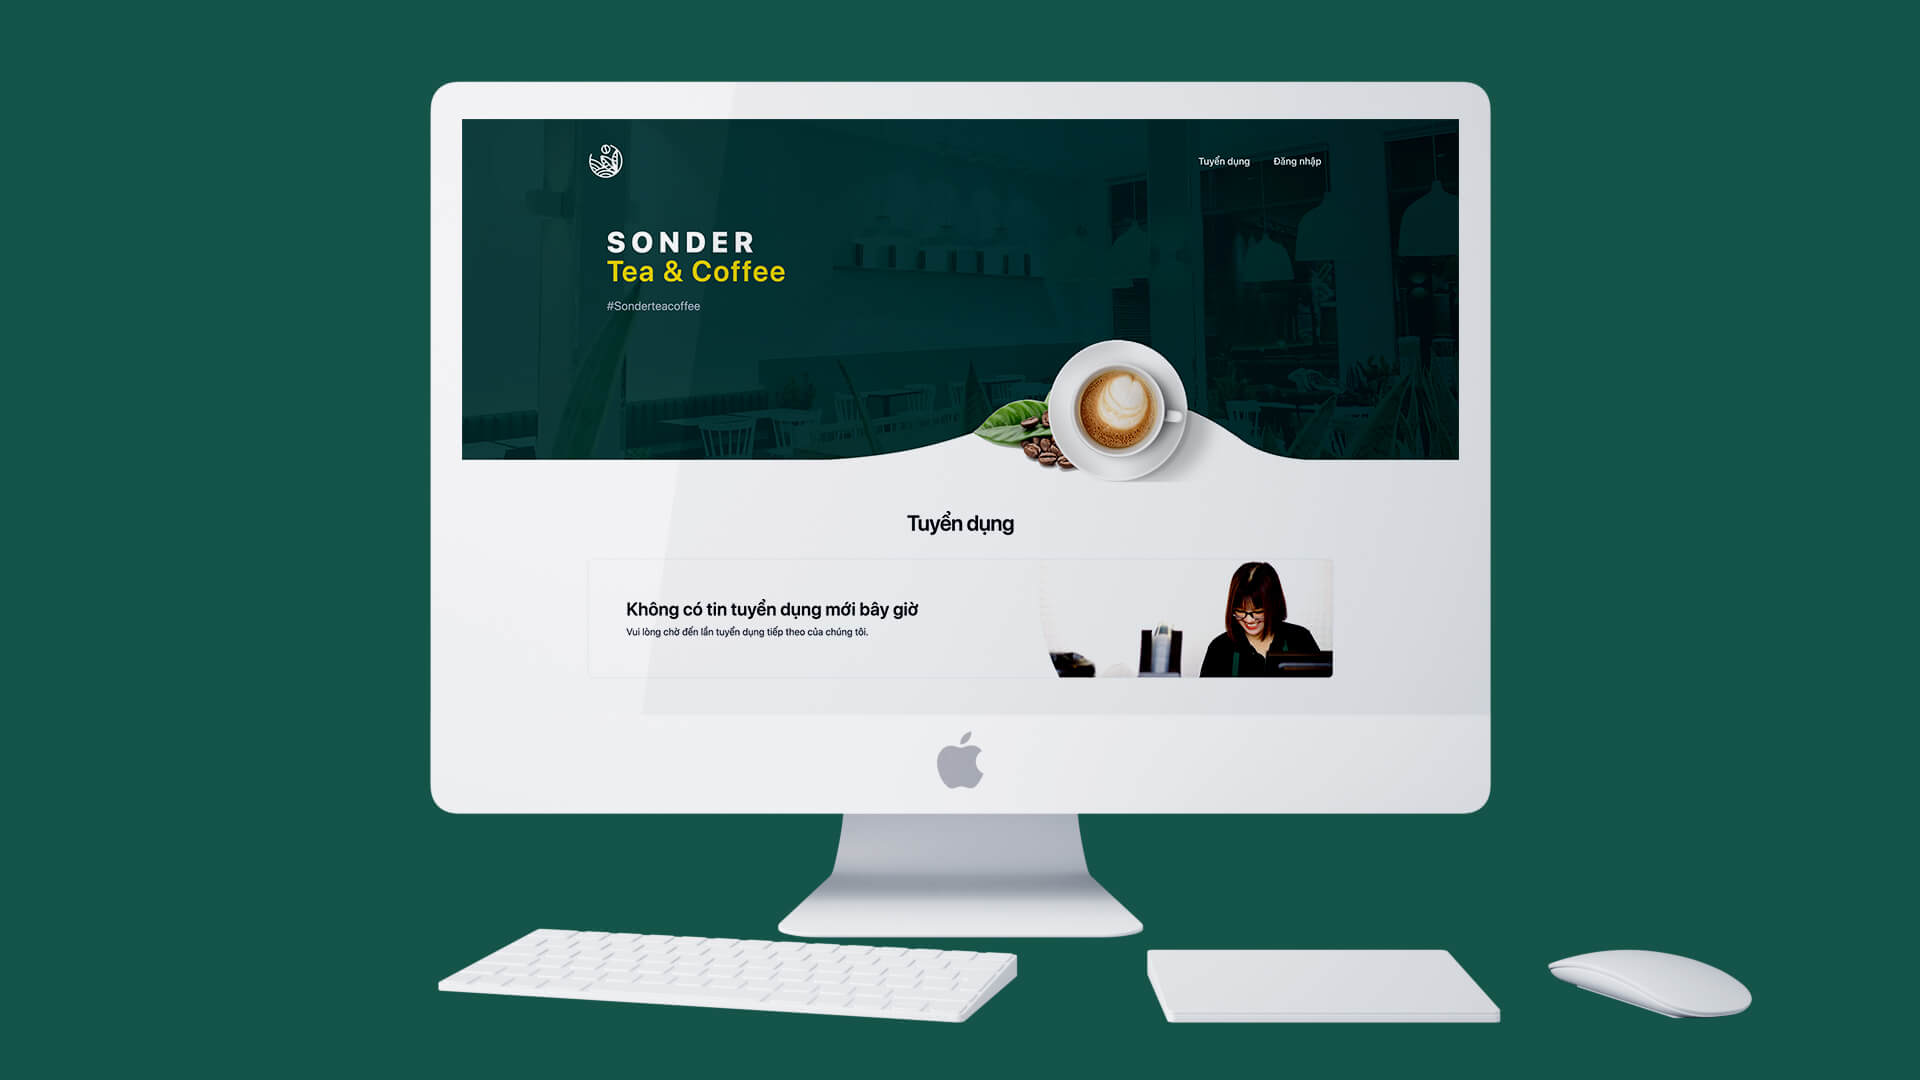 Tuyển dụng
Đăng nhập
SONDER
Tea & Coffee
#Sonderteacoffee
Tuyển dụng
Không có tin tuyển dụng mới bây giờ
Vui lòng chờ đến lần tuyển dụng tiếp theo của chúng tôi.